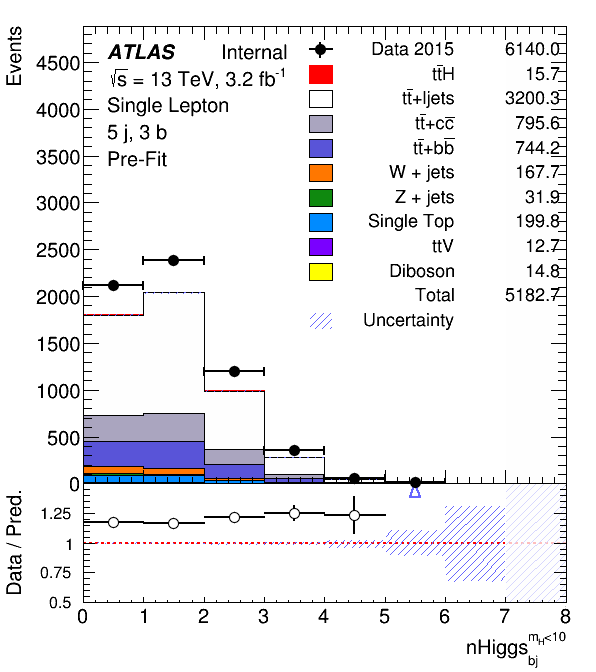 Events
4500
4000
3500
3000
2500
2000
1500
1000
500
0
ATLAS Internal
√s = 13 TeV, 3.2 fb⁻¹
Single Lepton
5 j, 3 b
Pre-Fit
Data 2015 6140.0
tt̄H 15.7
tt̄+ljets 3200.3
tt̄+cc̄ 795.6
tt̄+bb̄ 744.2
W + jets 167.7
Z + jets 31.9
Single Top 199.8
ttV 12.7
Diboson 14.8
Total 5182.7
Uncertainty
Data / Pred.
1.25
1
0.75
0.5
0 1 2 3 4 5 6 7 8
nHiggs_bj^{m_H<10}